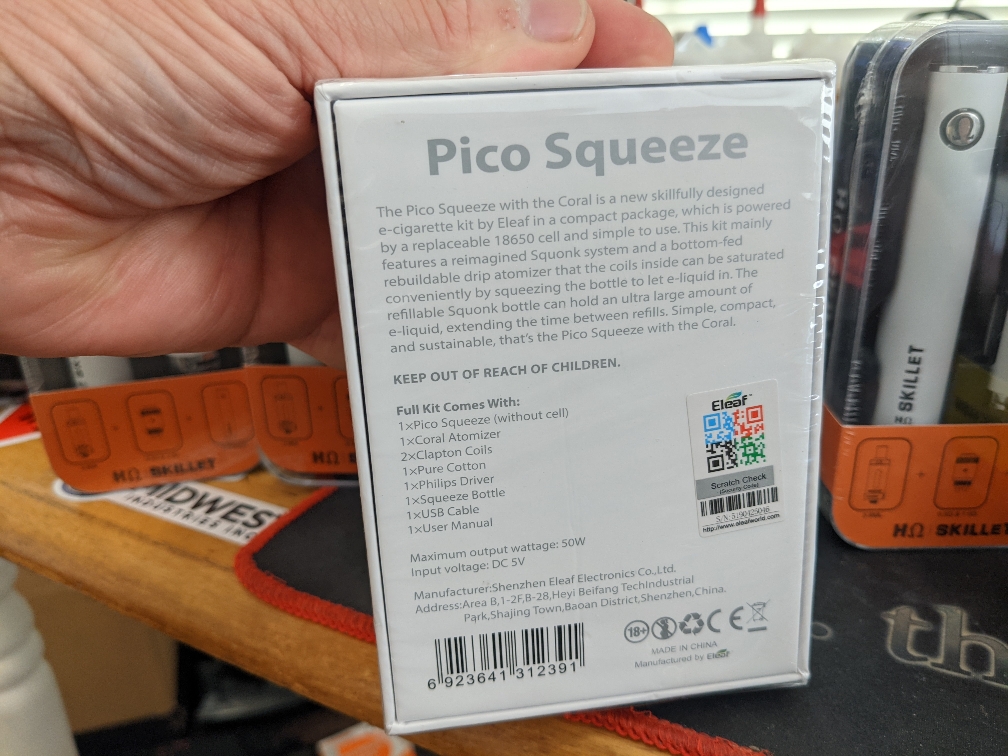 Pico Squeeze
The Pico Squeeze with the Coral is a new skillfully designed
e-cigarette kit by Eleaf in a compact package, which is powered
by a replaceable 18650 cell and simple to use. This kit mainly
features a reimagined Squonk system and a bottom-fed
rebuildable drip atomizer that the coils inside can be saturated
conveniently by squeezing the bottle to let e-liquid in. The
refillable Squonk bottle can hold an ultra large amount of
e-liquid, extending the time between refills. Simple, compact,
and sustainable, that's the Pico Squeeze with the Coral.
KEEP OUT OF REACH OF CHILDREN.
Full Kit Comes With:
1×Pico Squeeze (without cell)
1×Coral Atomizer
2×Clapton Coils
1×Pure Cotton
1×Philips Driver
1×Squeeze Bottle
1×USB Cable
1×User Manual
Maximum output wattage: 50W
Input voltage: DC 5V
Manufacturer:Shenzhen Eleaf Electronics Co.,Ltd.
Address:Area B,1-2F,B-28,Heyi Beifang TechIndustrial
Park,Shajing Town,Baoan District,Shenzhen,China.
6 923641 312391
18+
CE
MADE IN CHINA
Manufactured by Eleaf
Eleaf
Scratch Check
(Security Code)
http://www.eleafworld.com
HΩ SKILLET
HΩ
MIDWES
SKILLET
HΩ SKILLE
th